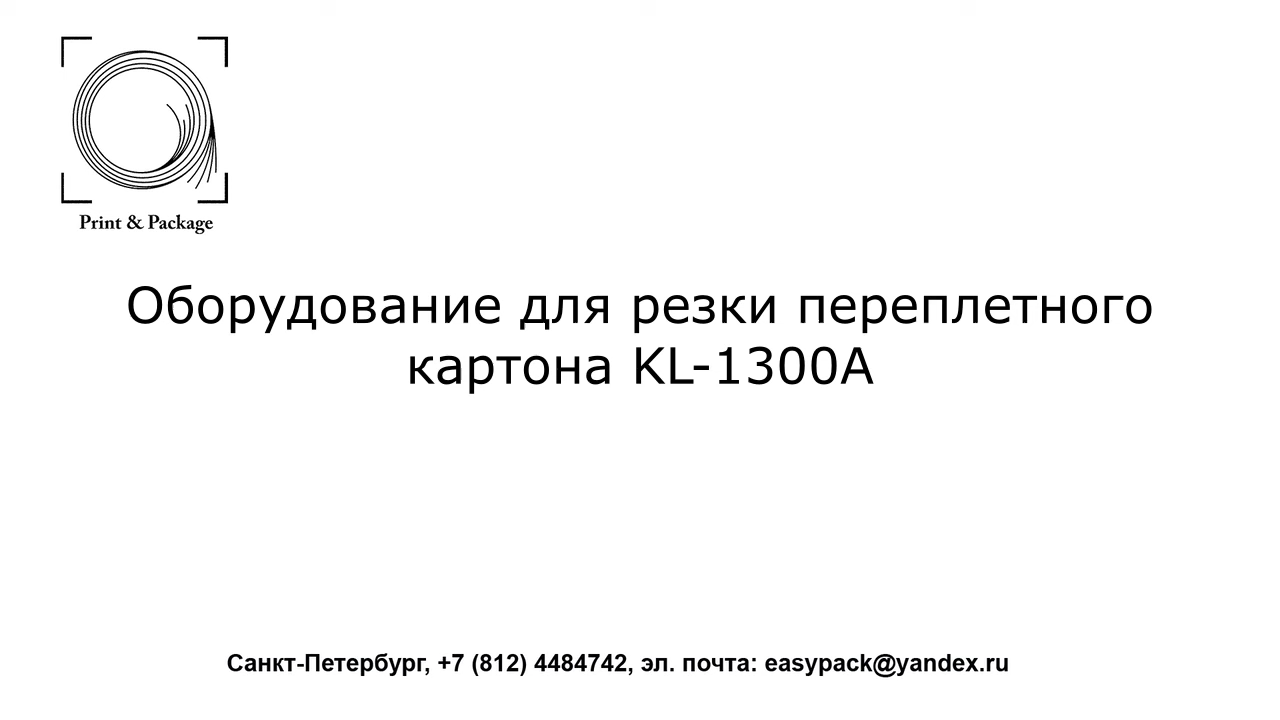 Print & Package
Оборудование для резки переплетного
картона KL-1300A
Санкт-Петербург, +7 (812) 4484742, эл. почта: easypack@yandex.ru